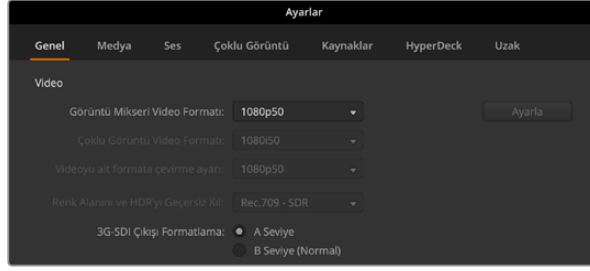 Ayarlar
Genel Medya Ses Çoklu Görüntü Kaynaklar HyperDeck Uzak
Video
Görüntü Mikseri Video Formatı: 1080p50 Ayarla
Çoklu Görüntü Video Formatı: 1080i50
Videoyu alt formata çevirme ayarı: 1080p50
Renk Alanını ve HDR'yi Geçersiz Kıl: Rec.709 - SDR
3G-SDI Çıkışı Formatlama: A Seviye
B Seviye (Normal)